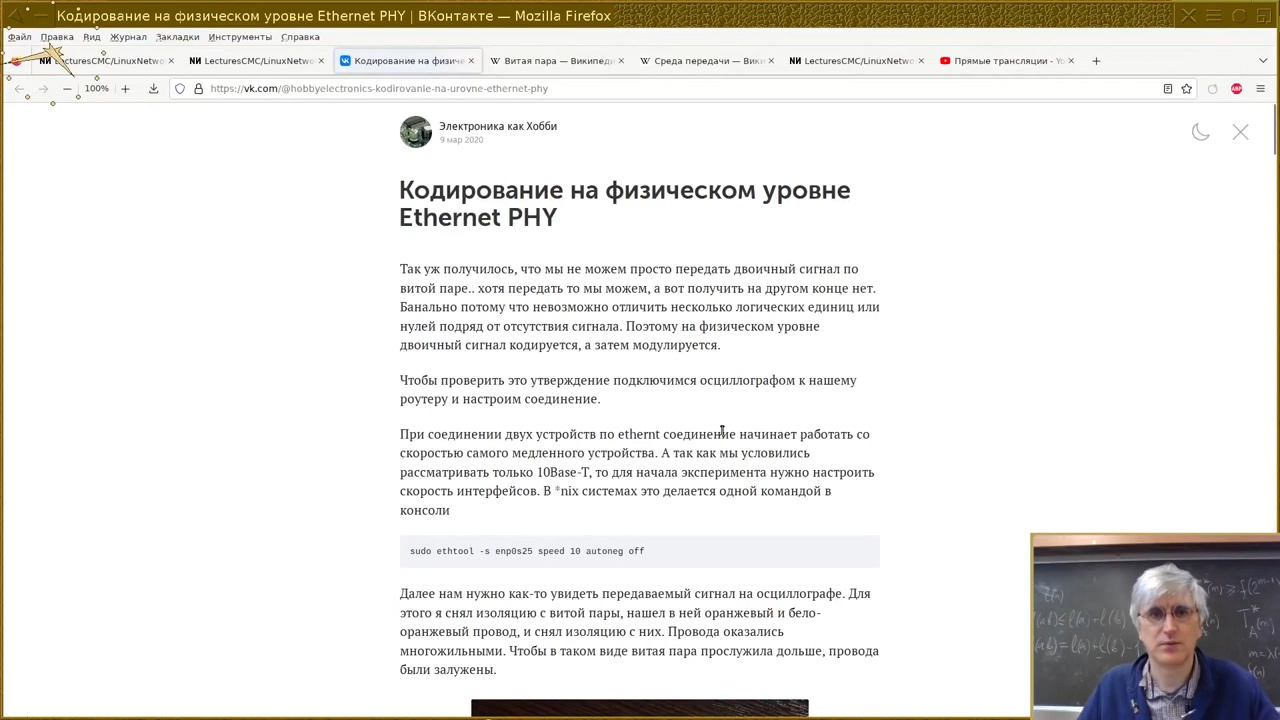 Кодирование на физическом уровне Ethernet PHY | ВКонтакте — Mozilla Firefox
Файл Правка Вид Журнал Закладки Инструменты Справка
LecturesCMC/LinuxNetwo
LecturesCMC/LinuxNetwo
Кодирование на физиче
Витая пара — Википеди
Среда передачи — Вики
LecturesCMC/LinuxNetwo
Прямые трансляции - Yo
100%
https://vk.com/@hobbyelectronics-kodirovanie-na-urovne-ethernet-phy
ABP
Электроника как Хобби
9 мар 2020
Кодирование на физическом уровне
Ethernet PHY
Так уж получилось, что мы не можем просто передать двоичный сигнал по
витой паре.. хотя передать то мы можем, а вот получить на другом конце нет.
Банально потому что невозможно отличить несколько логических единиц или
нулей подряд от отсутствия сигнала. Поэтому на физическом уровне
двоичный сигнал кодируется, а затем модулируется.
Чтобы проверить это утверждение подключимся осциллографом к нашему
роутеру и настроим соединение.
При соединении двух устройств по ethernt соединение начинает работать со
скоростью самого медленного устройства. А так как мы условились
рассматривать только 10Base-T, то для начала эксперимента нужно настроить
скорость интерфейсов. В *nix системах это делается одной командой в
консоли
sudo ethtool -s enp0s25 speed 10 autoneg off
Далее нам нужно как-то увидеть передаваемый сигнал на осциллографе. Для
этого я снял изоляцию с витой пары, нашел в ней оранжевый и бело-
оранжевый провод, и снял изоляцию с них. Провода оказались
многожильными. Чтобы в таком виде витая пара прослужила дольше, провода
были залужены.